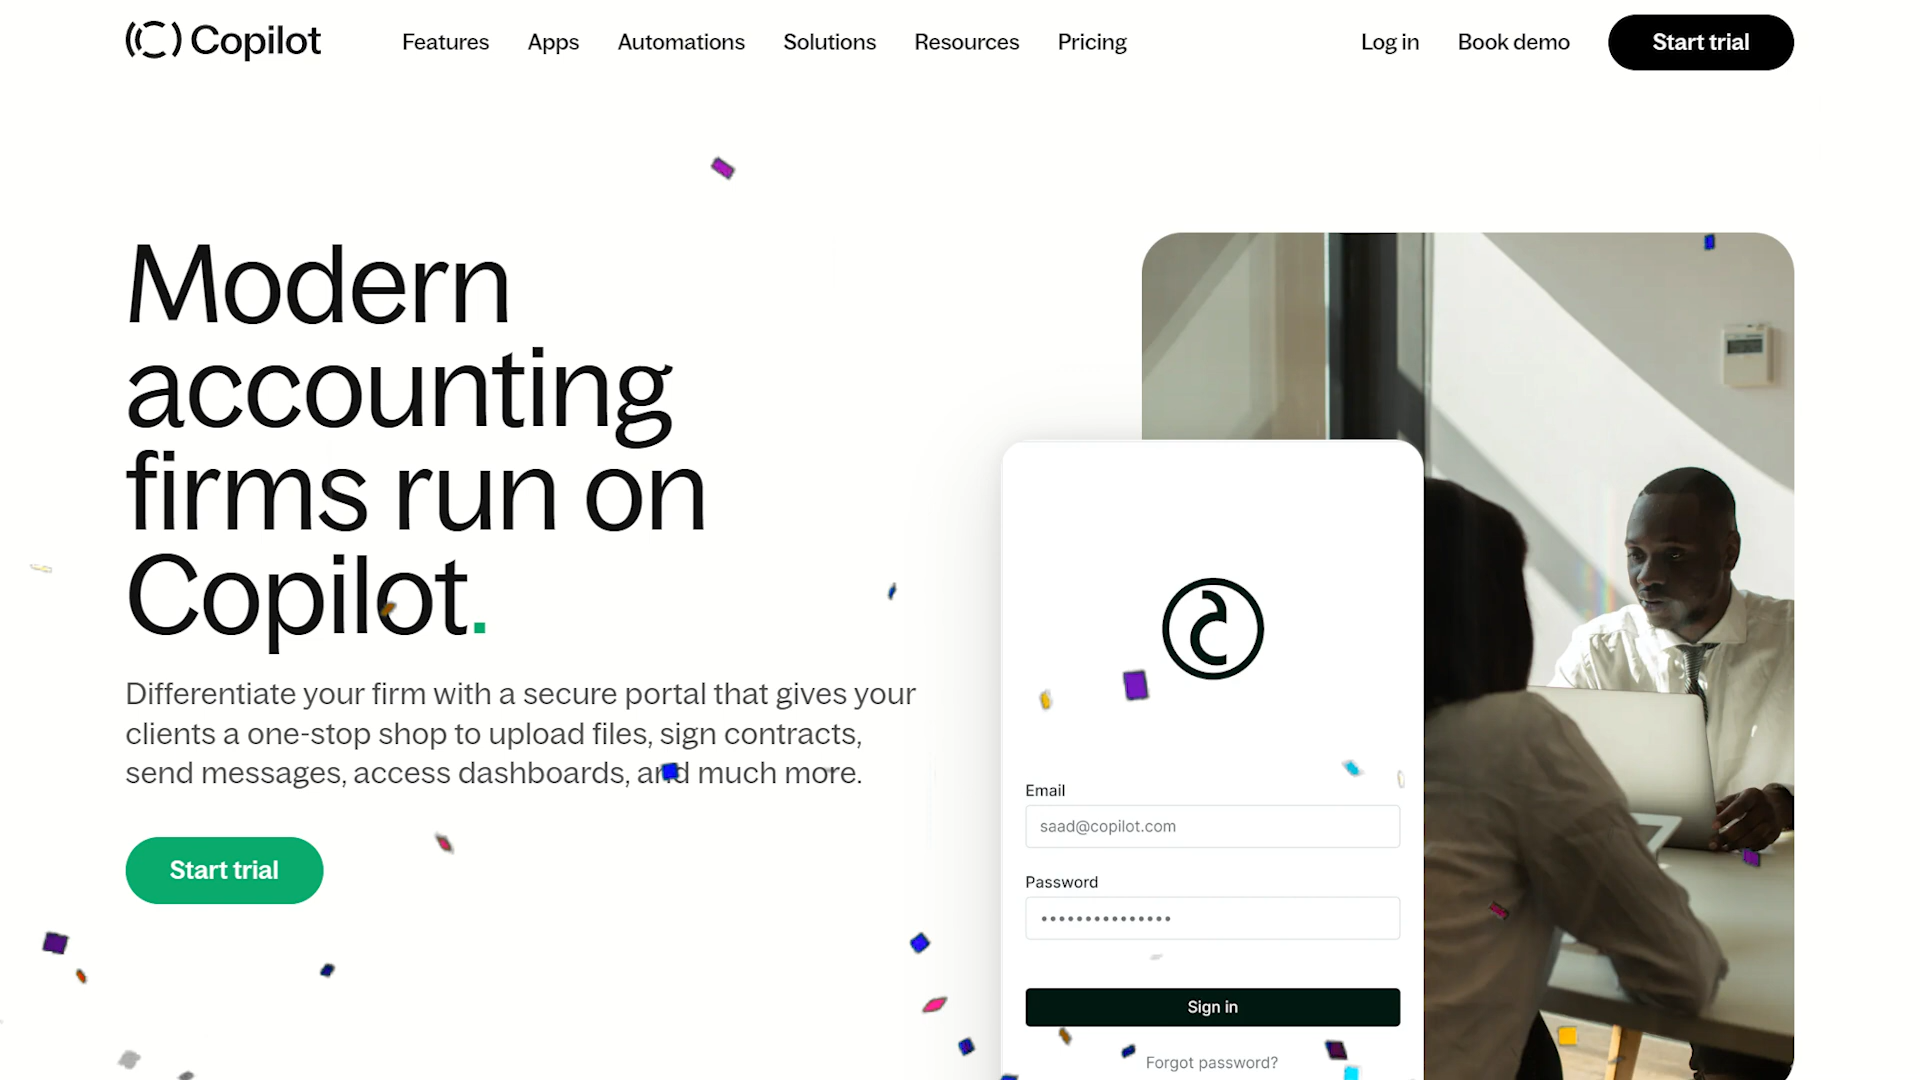 Copilot
Features
Apps
Automations
Solutions
Resources
Pricing
Log in
Book demo
Start trial
Modern
accounting
firms run on
Copilot.
Differentiate your firm with a secure portal that gives your
clients a one-stop shop to upload files, sign contracts,
send messages, access dashboards, and much more.
Start trial
Email
saad@copilot.com
Password
•••••••••••••••
Sign in
Forgot password?